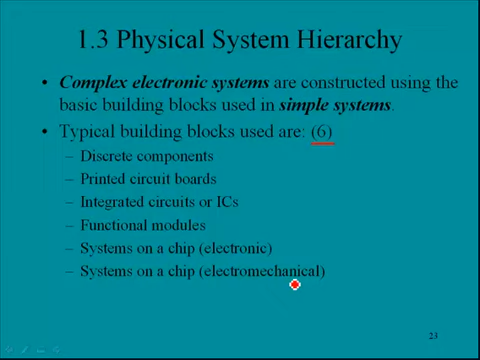 1.3 Physical System Hierarchy
• Complex electronic systems are constructed using the
basic building blocks used in simple systems.
• Typical building blocks used are: (6)
– Discrete components
– Printed circuit boards
– Integrated circuits or ICs
– Functional modules
– Systems on a chip (electronic)
– Systems on a chip (electromechanical)
23